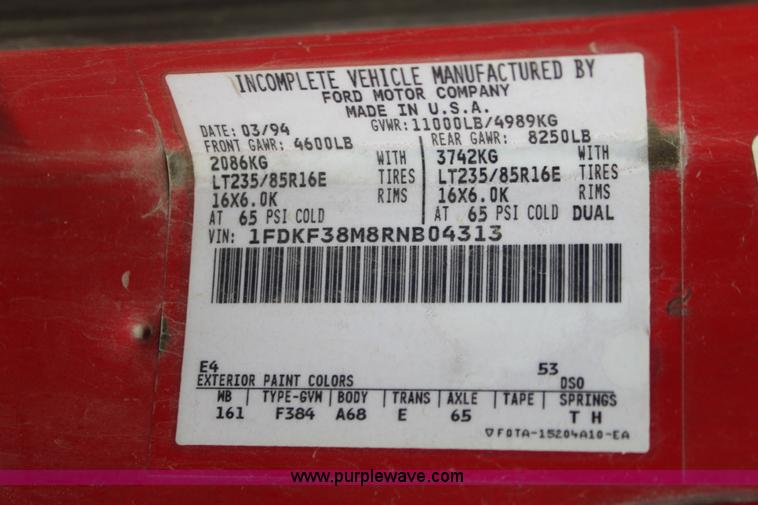 INCOMPLETE VEHICLE MANUFACTURED BY
FORD MOTOR COMPANY
MADE IN U.S.A.
DATE: 03/94 GVWR:11000LB/4989KG
FRONT GAWR: 4600LB REAR GAWR: 8250LB
2086KG WITH 3742KG WITH
LT235/85R16E TIRES LT235/85R16E TIRES
16X6.0K RIMS 16X6.0K RIMS
AT 65 PSI COLD AT 65 PSI COLD DUAL
VIN: 1FDKF38M8RNB04313
E4 53
EXTERIOR PAINT COLORS DSO
WB TYPE-GVM BODY TRANS AXLE TAPE SPRINGS
161 F384 A68 E 65 T H
F0TA-15204A10-EA
www.purplewave.com